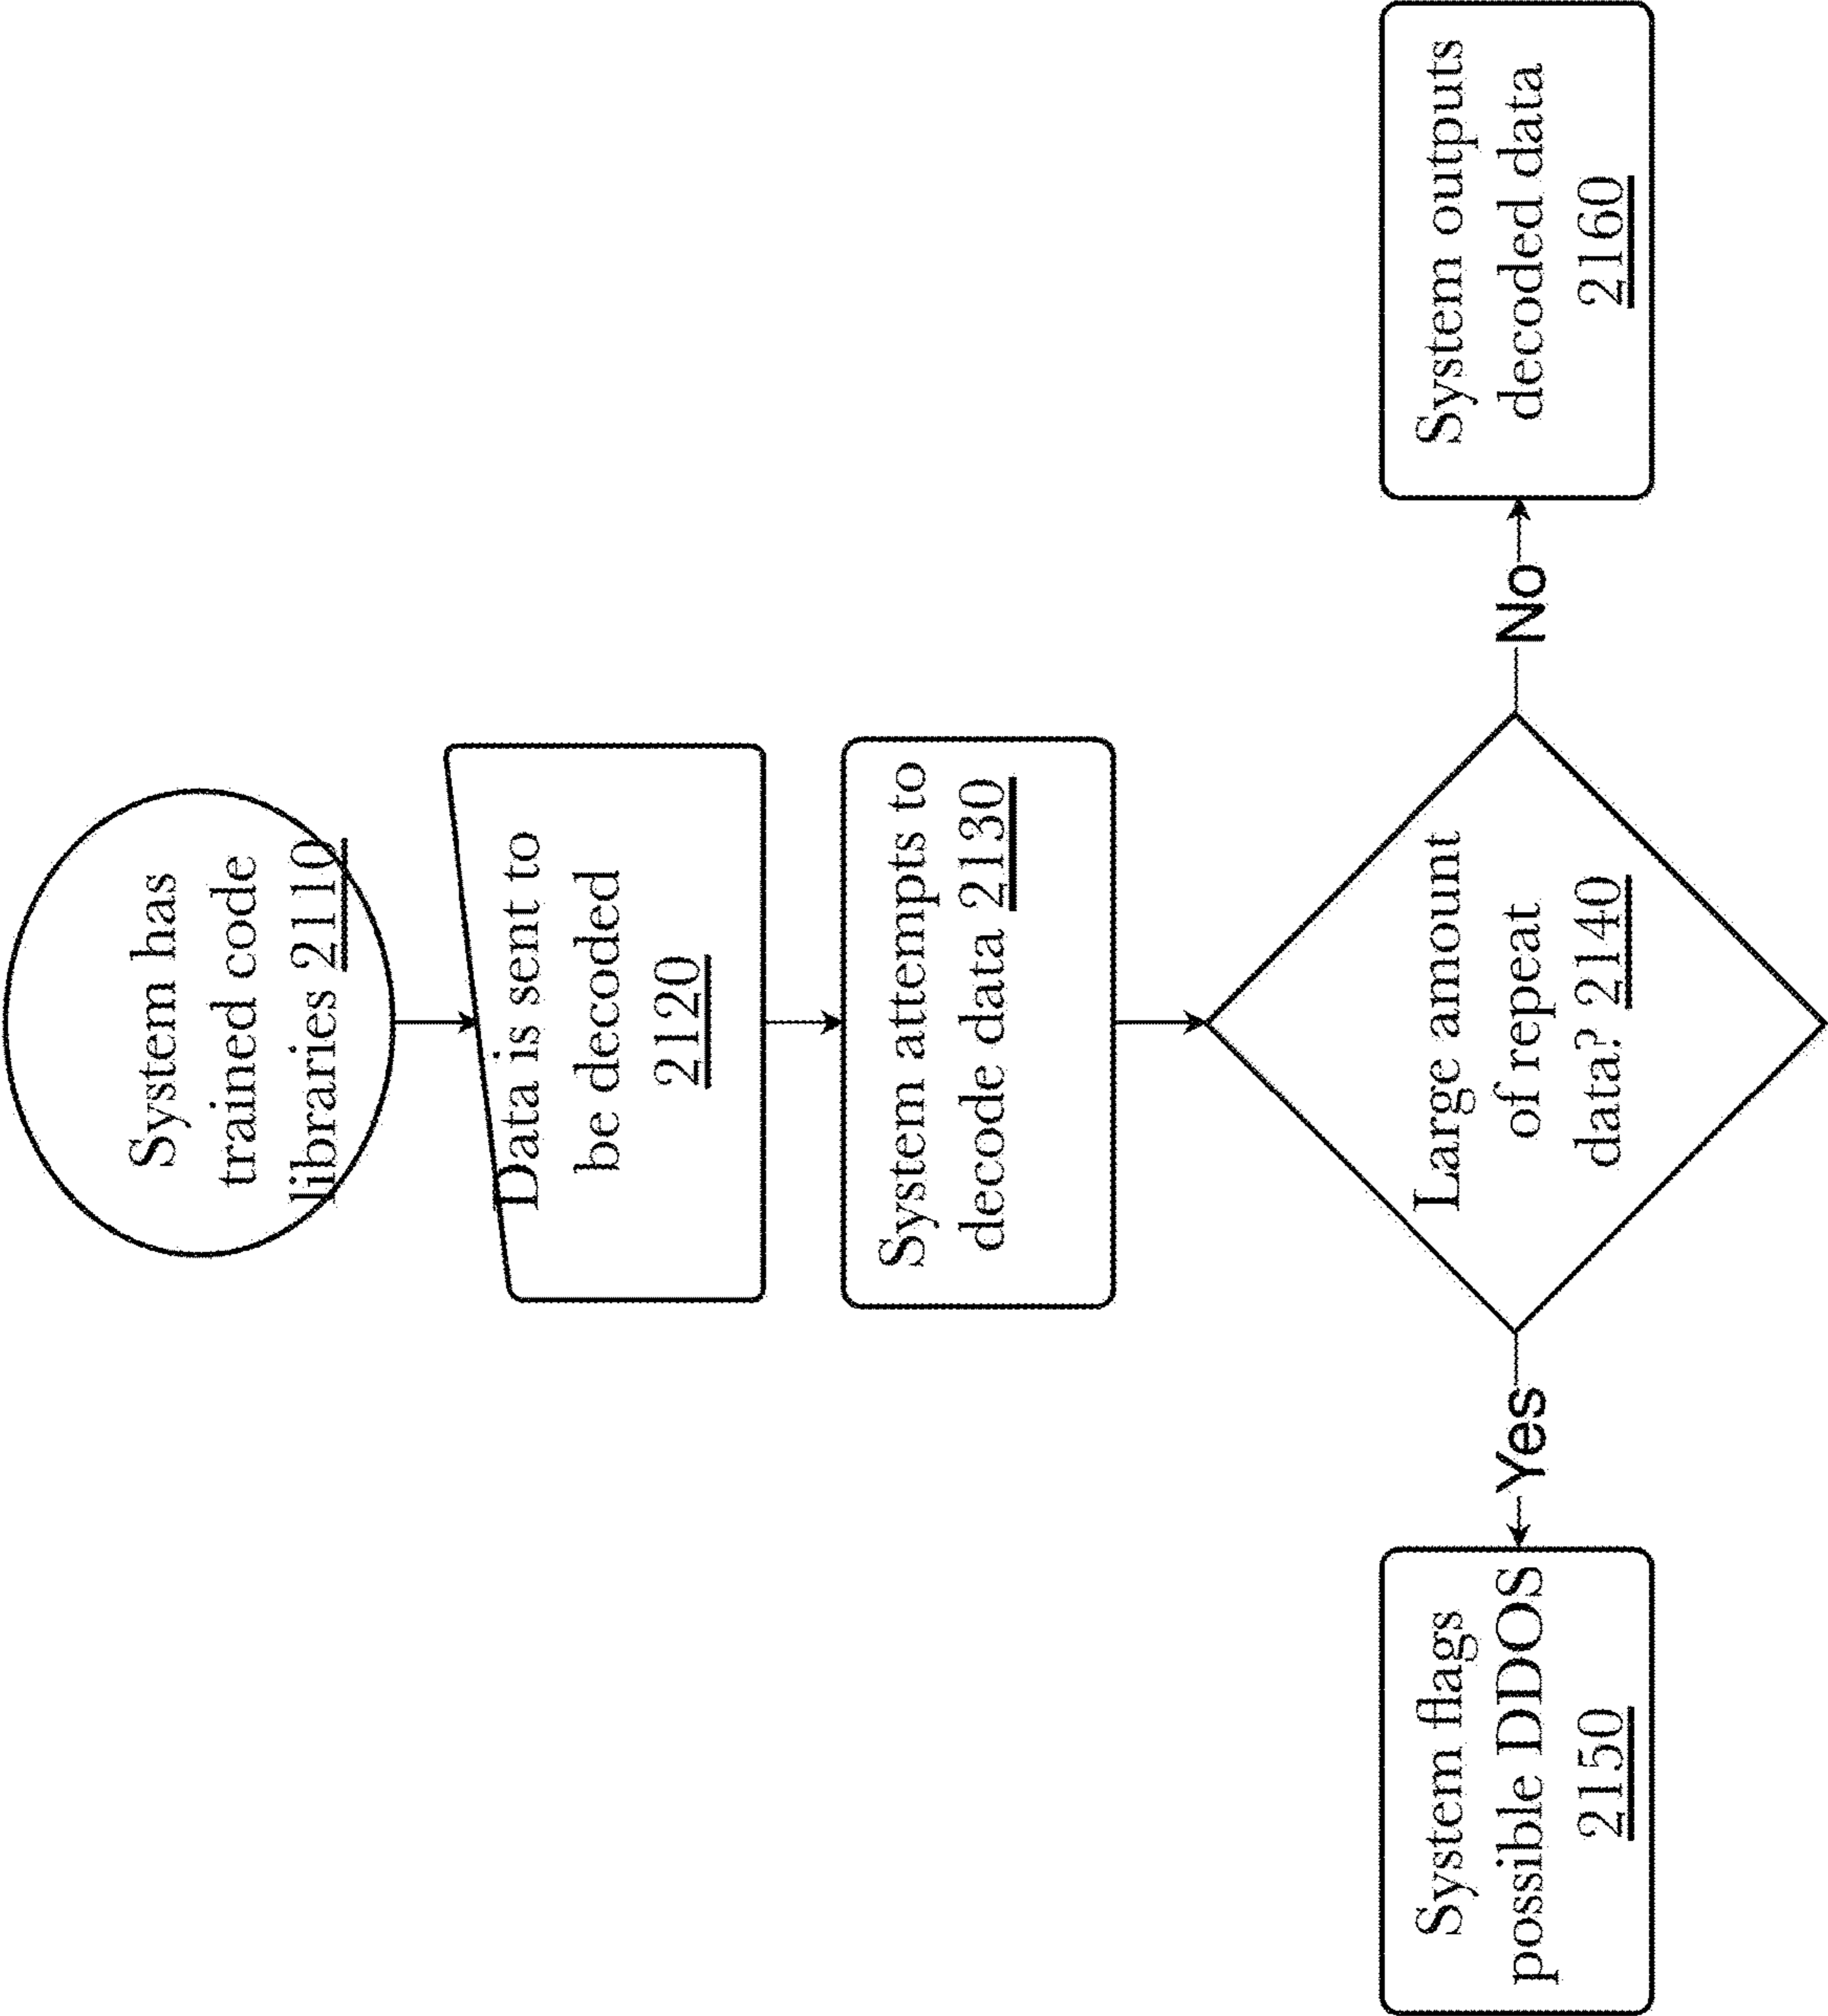 System has
trained code
libraries 2110
Data is sent to
be decoded
2120
System attempts to
decode data 2130
Large amount
of repeat
data? 2140
Yes
No
System flags
possible DDOS
2150
System outputs
decoded data
2160